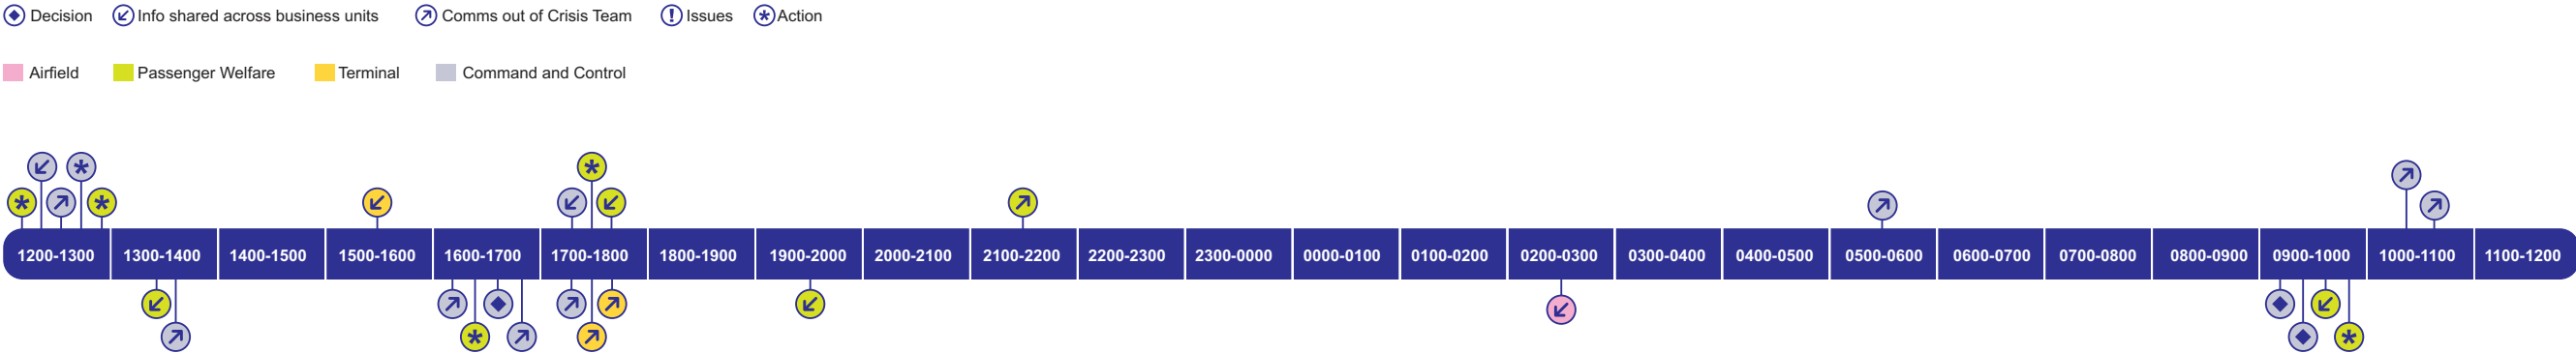 Decision Info shared across business units Comms out of Crisis Team Issues Action
Airfield Passenger Welfare Terminal Command and Control
1200-1300 1300-1400 1400-1500 1500-1600 1600-1700 1700-1800 1800-1900 1900-2000 2000-2100 2100-2200 2200-2300 2300-0000 0000-0100 0100-0200 0200-0300 0300-0400 0400-0500 0500-0600 0600-0700 0700-0800 0800-0900 0900-1000 1000-1100 1100-1200